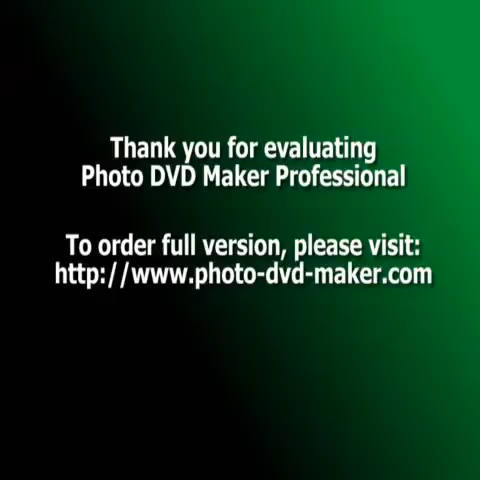 Thank you for evaluating
Photo DVD Maker Professional
To order full version, please visit:
http://www.photo-dvd-maker.com